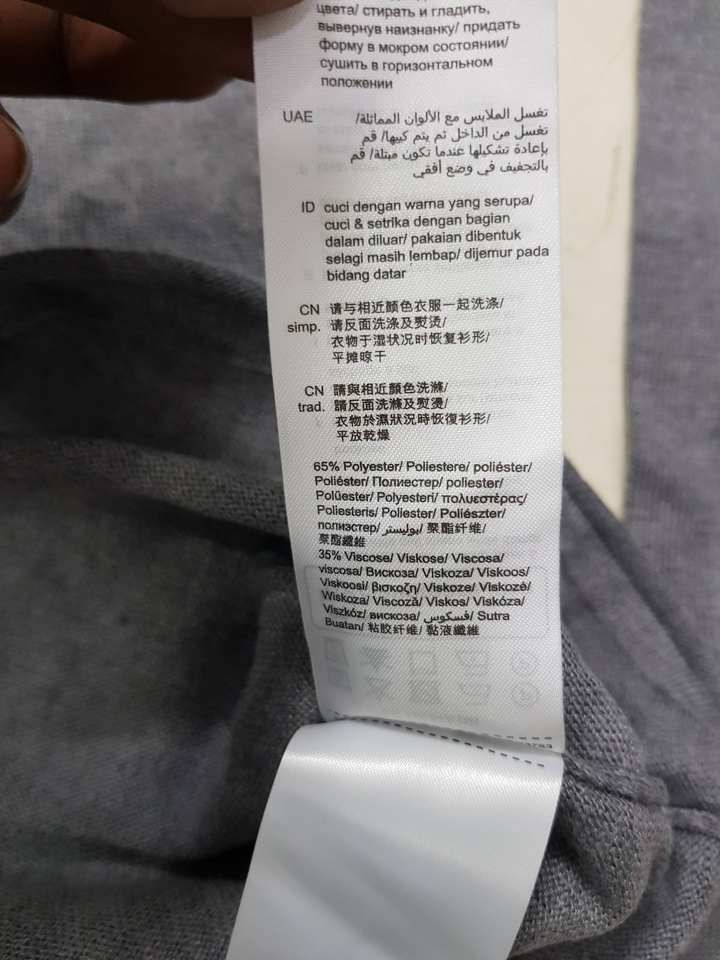 цвета/ стирать и гладить,
вывернув наизнанку/ придать
форму в мокром состоянии/
сушить в горизонтальном
положении
UAE تغسل الملابس مع الألوان المماثلة/
تغسل من الداخل ثم يتم كيها/ قم
بإعادة تشكيلها عندما تكون مبتلة/ قم
بالتجفيف في وضع أفقي
ID cuci dengan warna yang serupa/
cuci & setrika dengan bagian
dalam diluar/ pakaian dibentuk
selagi masih lembap/ dijemur pada
bidang datar
CN 请与相近颜色衣服一起洗涤/
simp. 请反面洗涤及熨烫/
衣物于湿状况时恢复衫形/
平摊晾干
CN 請與相近顏色洗滌/
trad. 請反面洗滌及熨燙/
衣物於濕狀況時恢復衫形/
平放乾燥
65% Polyester/ Poliestere/ poliéster/
Poliéster/ Полиестер/ poliester/
Polüester/ Polyesteri/ πολυεστέρας/
Poliesteris/ Poliester/ Poliészter/
полиэстер/ بوليستر/ 聚酯纤维/
聚酯纖維
35% Viscose/ Viskose/ Viscosa/
viscosa/ Вискоза/ Viskoza/ Viskoos/
Viskoosi/ βισκοζη/ Viskoze/ Viskozė/
Wiskoza/ Viscoză/ Viskos/ Viskóza/
Viszkóz/ вискоза/ فسكوس/ Sutra
Buatan/ 粘胶纤维/ 黏液纖維